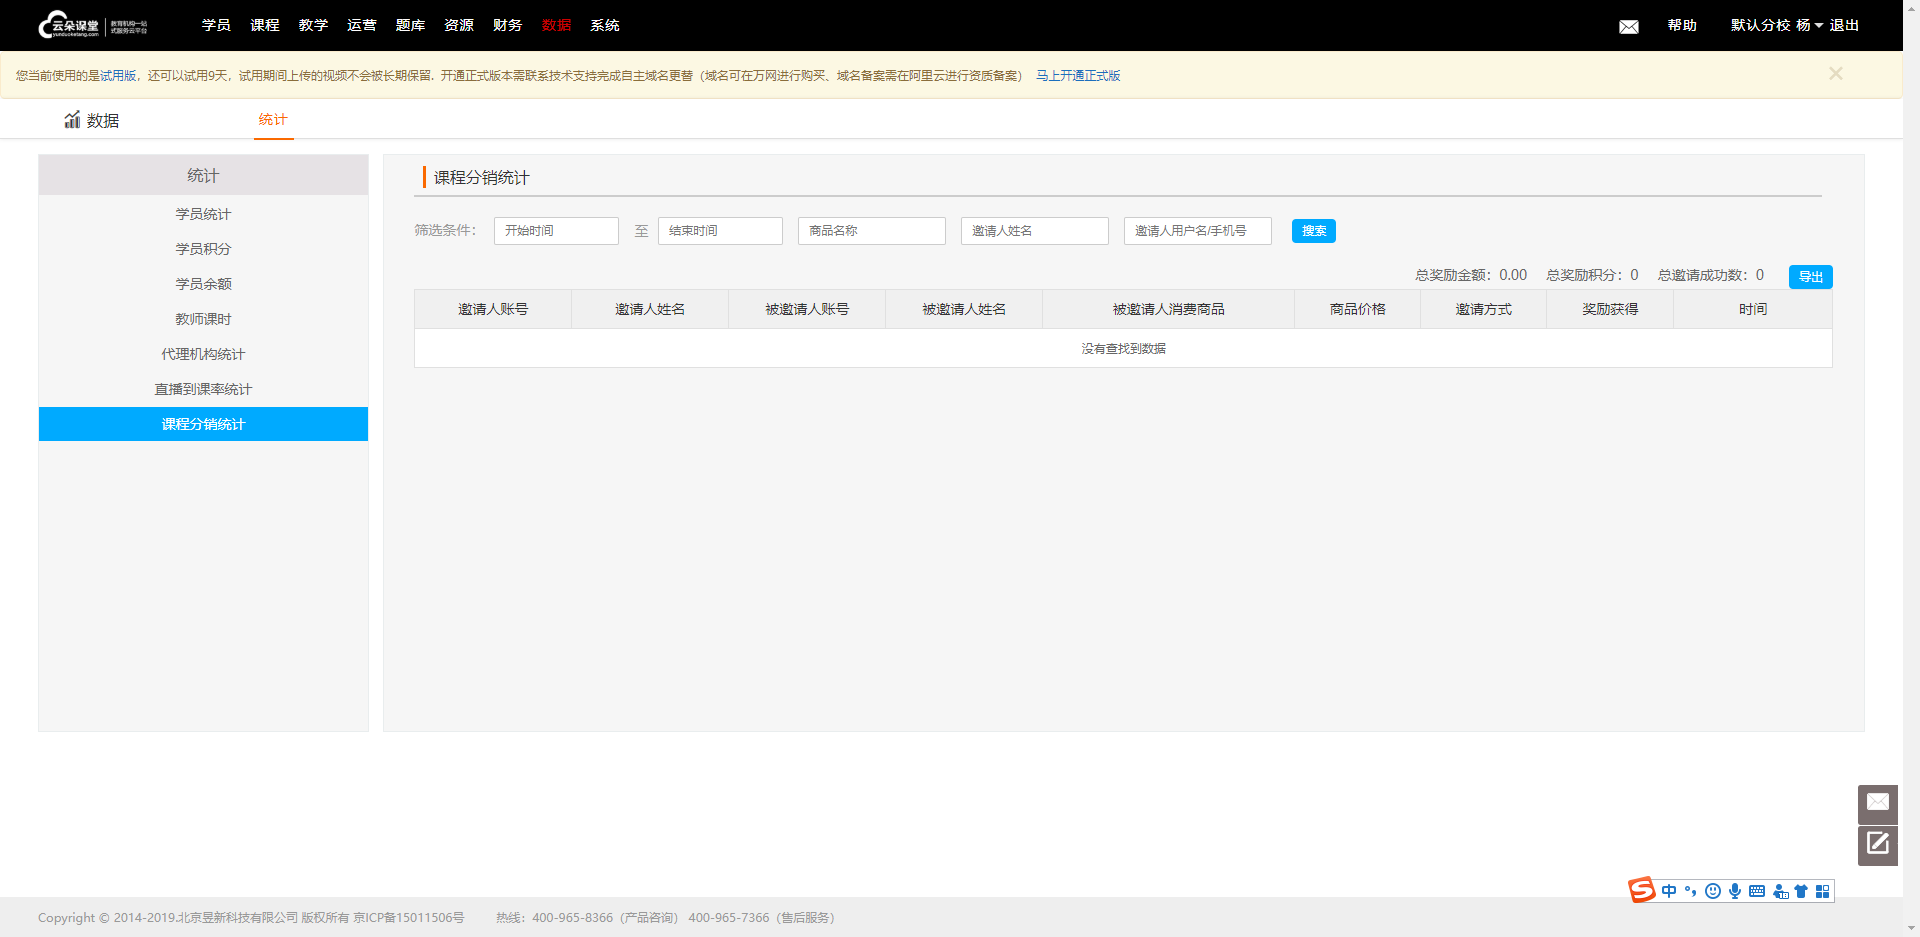 云朵课堂 yunduoketang.com 教育机构一站式服务云平台
学员 课程 教学 运营 题库 资源 财务 数据 系统 帮助 默认分校 杨 退出
您当前使用的是试用版，还可以试用9天，试用期间上传的视频不会被长期保留. 开通正式版本需联系技术支持完成自主域名更替（域名可在万网进行购买、域名备案需在阿里云进行资质备案） 马上开通正式版
数据 统计
统计
学员统计
学员积分
学员余额
教师课时
代理机构统计
直播到课率统计
课程分销统计
课程分销统计
筛选条件： 开始时间 至 结束时间 商品名称 邀请人姓名 邀请人用户名/手机号 搜索
总奖励金额：0.00 总奖励积分：0 总邀请成功数：0 导出
邀请人账号 邀请人姓名 被邀请人账号 被邀请人姓名 被邀请人消费商品 商品价格 邀请方式 奖励获得 时间
没有查找到数据
中
Copyright © 2014-2019.北京昱新科技有限公司 版权所有 京ICP备15011506号 热线：400-965-8366（产品咨询） 400-965-7366（售后服务）